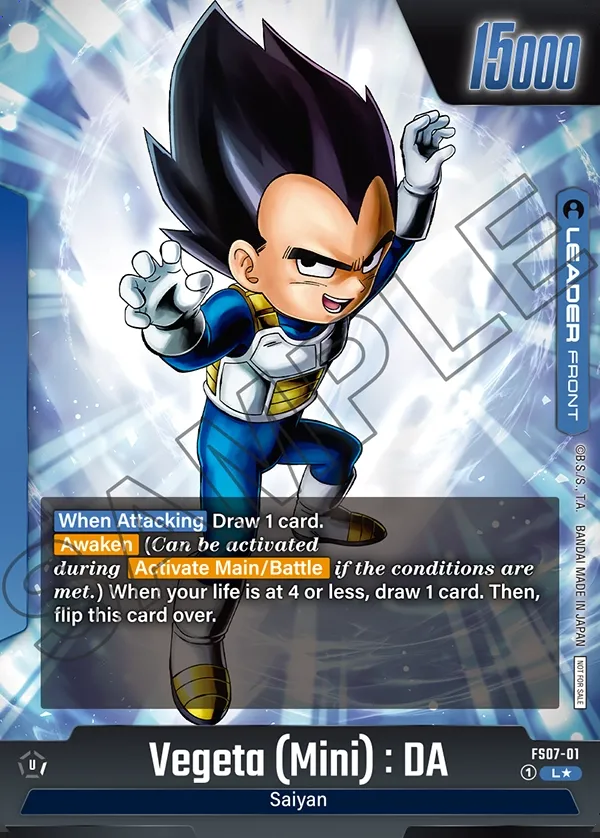 15000
LEADER FRONT
When Attacking Draw 1 card.
Awaken (Can be activated
during Activate Main/Battle if the conditions are
met.) When your life is at 4 or less, draw 1 card. Then,
flip this card over.
SAMPLE
©B.S./S., T.A. BANDAI MADE IN JAPAN
NOT FOR SALE
U
Vegeta (Mini) : DA
FS07-01
1 L★
Saiyan